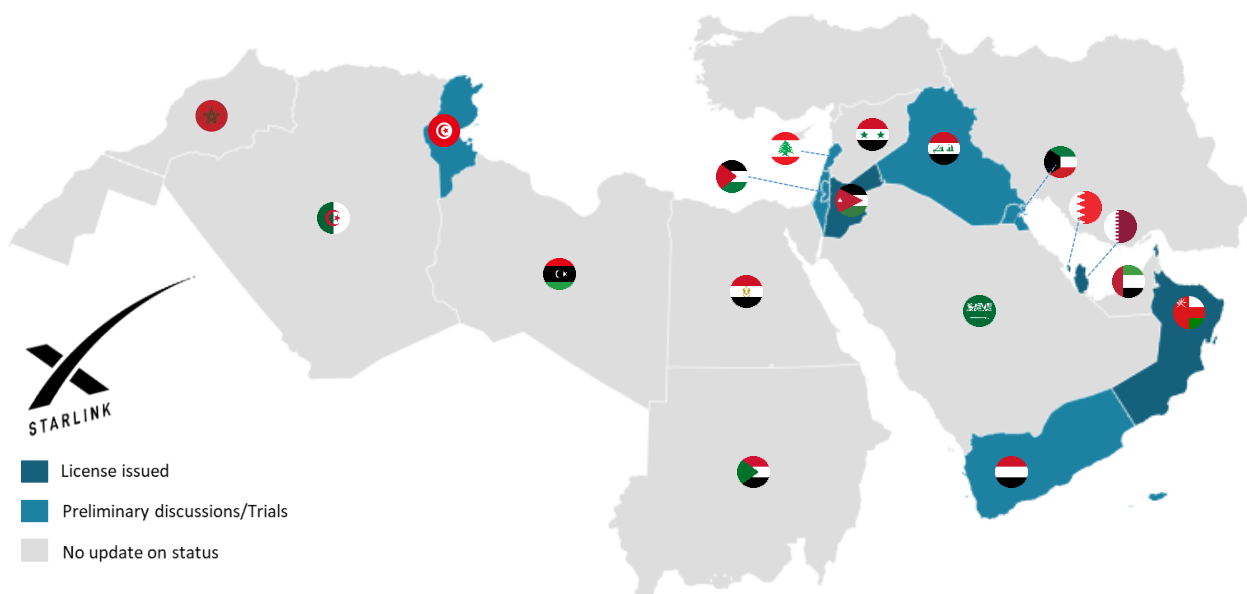 STARLINK
License issued
Preliminary discussions/Trials
No update on status